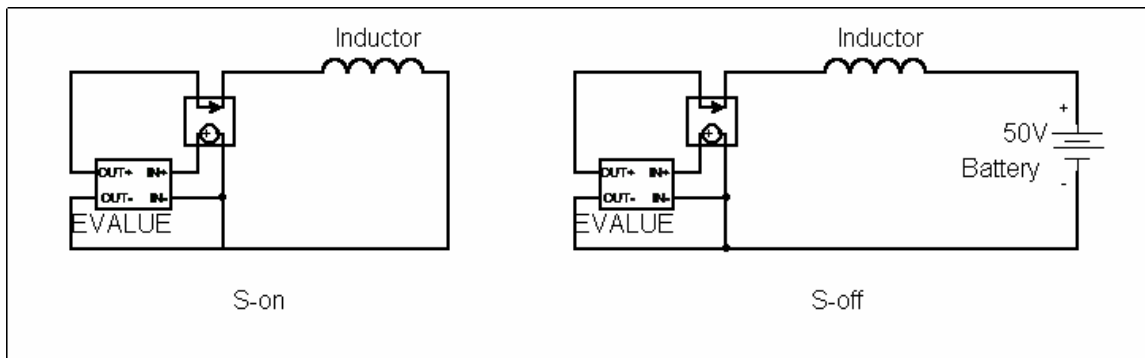 Inductor
OUT+ IN+
OUT- IN-
EVALUE
S-on
Inductor
+
50V
Battery
-
OUT+ IN+
OUT- IN-
EVALUE
S-off